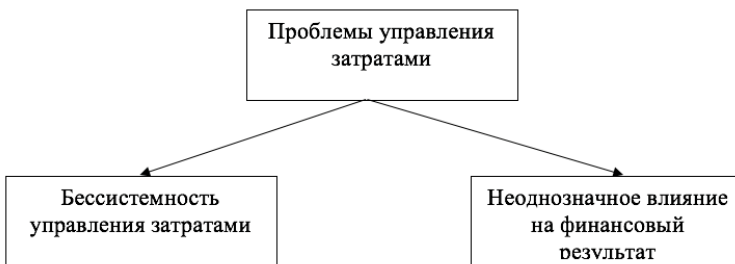 Проблемы управления
затратами
Бессистемность
управления затратами
Неоднозначное влияние
на финансовый
результат